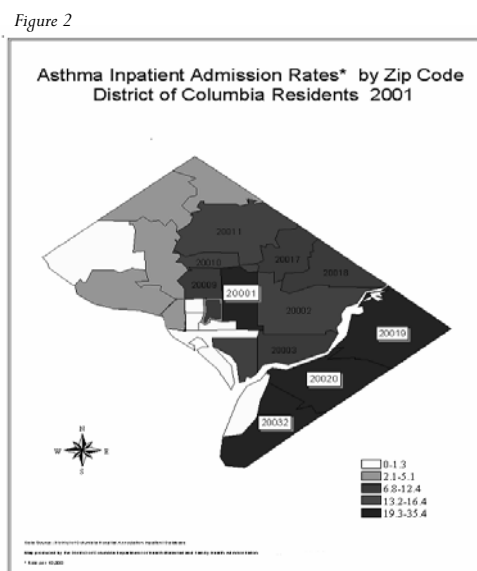 Figure 2
Asthma Inpatient Admission Rates* by Zip Code
District of Columbia Residents 2001
20011
20010
20017
20018
20009
20001
20002
20019
20003
20020
20032
N
W
E
S
0-1.3
2.1-5.1
6.8-12.4
13.2-16.4
19.3-35.4